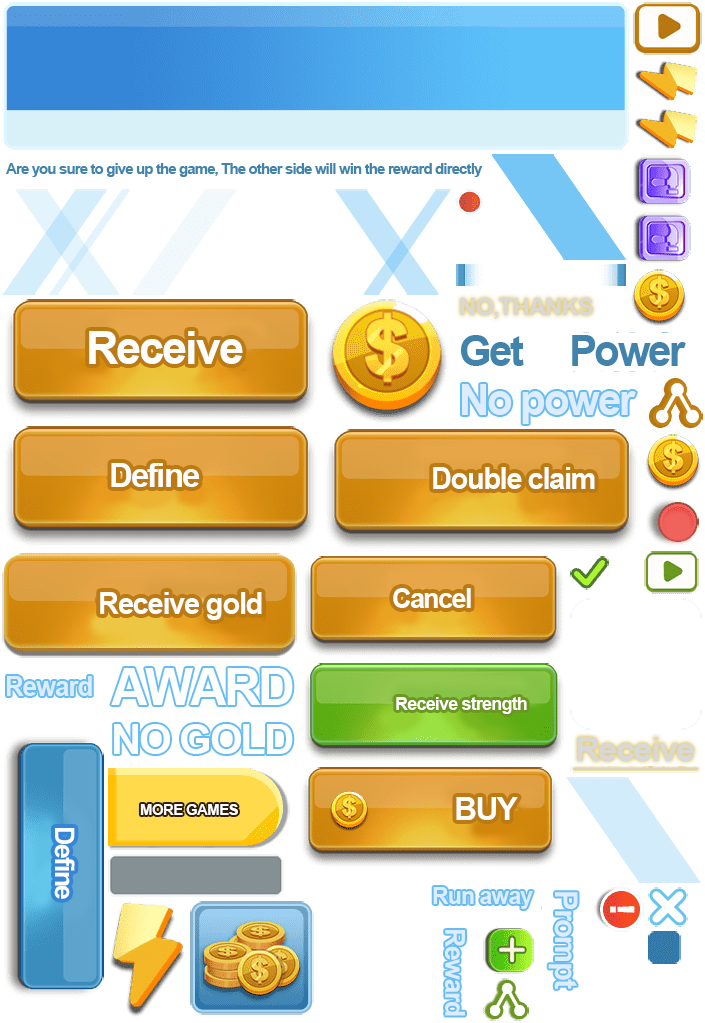 Are you sure to give up the game, The other side will win the reward directly
NO,THANKS
Receive
Get
Power
No power
Define
Double claim
Receive gold
Cancel
Reward
AWARD
Receive strength
NO GOLD
Receive
MORE GAMES
BUY
Define
Run away
Prompt
Reward